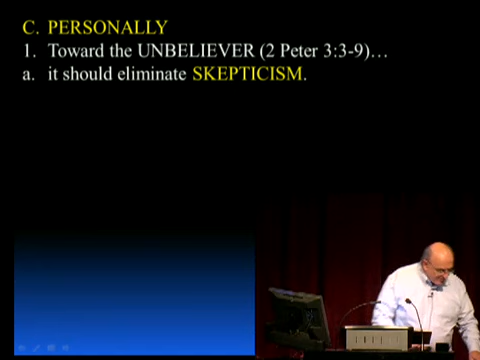 C. PERSONALLY
1. Toward the UNBELIEVER (2 Peter 3:3-9)…
a. it should eliminate SKEPTICISM.